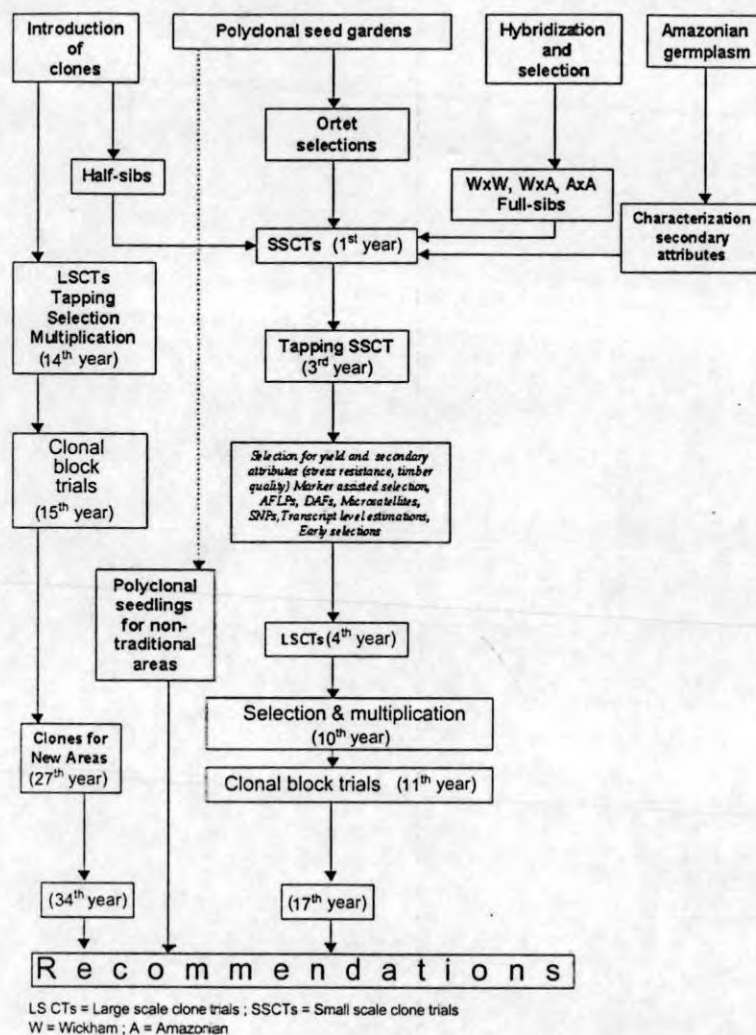 Introduction
of
clones
Polyclonal seed gardens
Hybridization
and
selection
Amazonian
germplasm
Ortet
selections
Half-sibs
WxW, WxA, AxA
Full-sibs
Characterization
secondary
attributes
SSCTs (1st year)
LSCTs
Tapping
Selection
Multiplication
(14th year)
Tapping SSCT
(3rd year)
Clonal
block
trials
(15th year)
Selection for yield and secondary
attributes (stress resistance, timber
quality) Marker assisted selection,
AFLPs, DAFs, Microsatellites,
SNPs, Transcript level estimations,
Early selections
Polyclonal
seedlings
for non-
traditional
areas
LSCTs (4th year)
Selection & multiplication
(10th year)
Clones for
New Areas
(27th year)
Clonal block trials (11th year)
(34th year)
(17th year)
Recommendations
LS CTs = Large scale clone trials ; SSCTs = Small scale clone trials
W = Wickham ; A = Amazonian